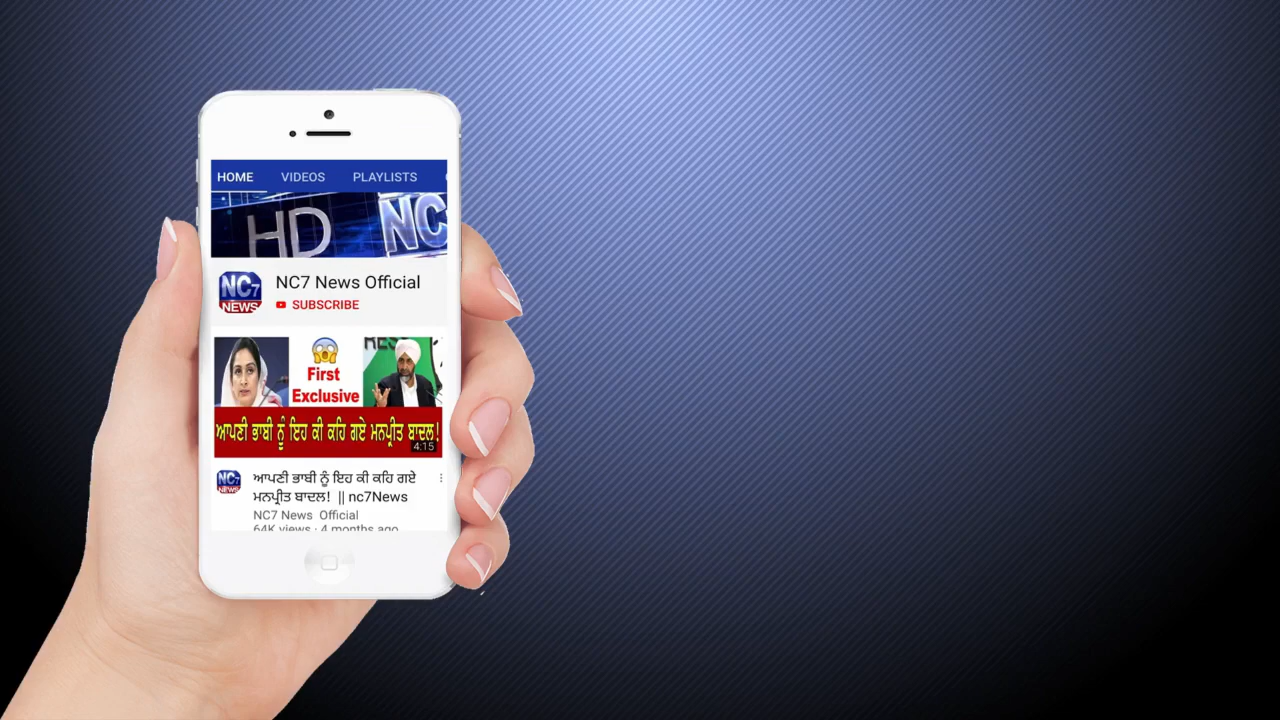 HOME VIDEOS PLAYLISTS
HD NC
NC7 NEWS
NC7 News Official
SUBSCRIBE
First
Exclusive
ਆਪਣੀ ਭਾਬੀ ਨੂੰ ਇਹ ਕੀ ਕਹਿ ਗਏ ਮਨਪ੍ਰੀਤ ਬਾਦਲ!
4:15
NC7 NEWS
ਆਪਣੀ ਭਾਬੀ ਨੂੰ ਇਹ ਕੀ ਕਹਿ ਗਏ
ਮਨਪ੍ਰੀਤ ਬਾਦਲ! || nc7News
NC7 News Official
64K views · 4 months ago